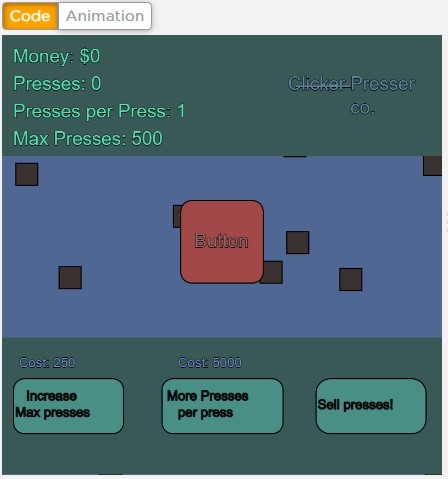 Code Animation
Money: $0
Presses: 0
Clicker Presser
Presses per Press: 1
CO.
Max Presses: 500
Button
Cost: 250
Cost: 5000
Increase
Max presses
More Presses
per press
Sell presses!